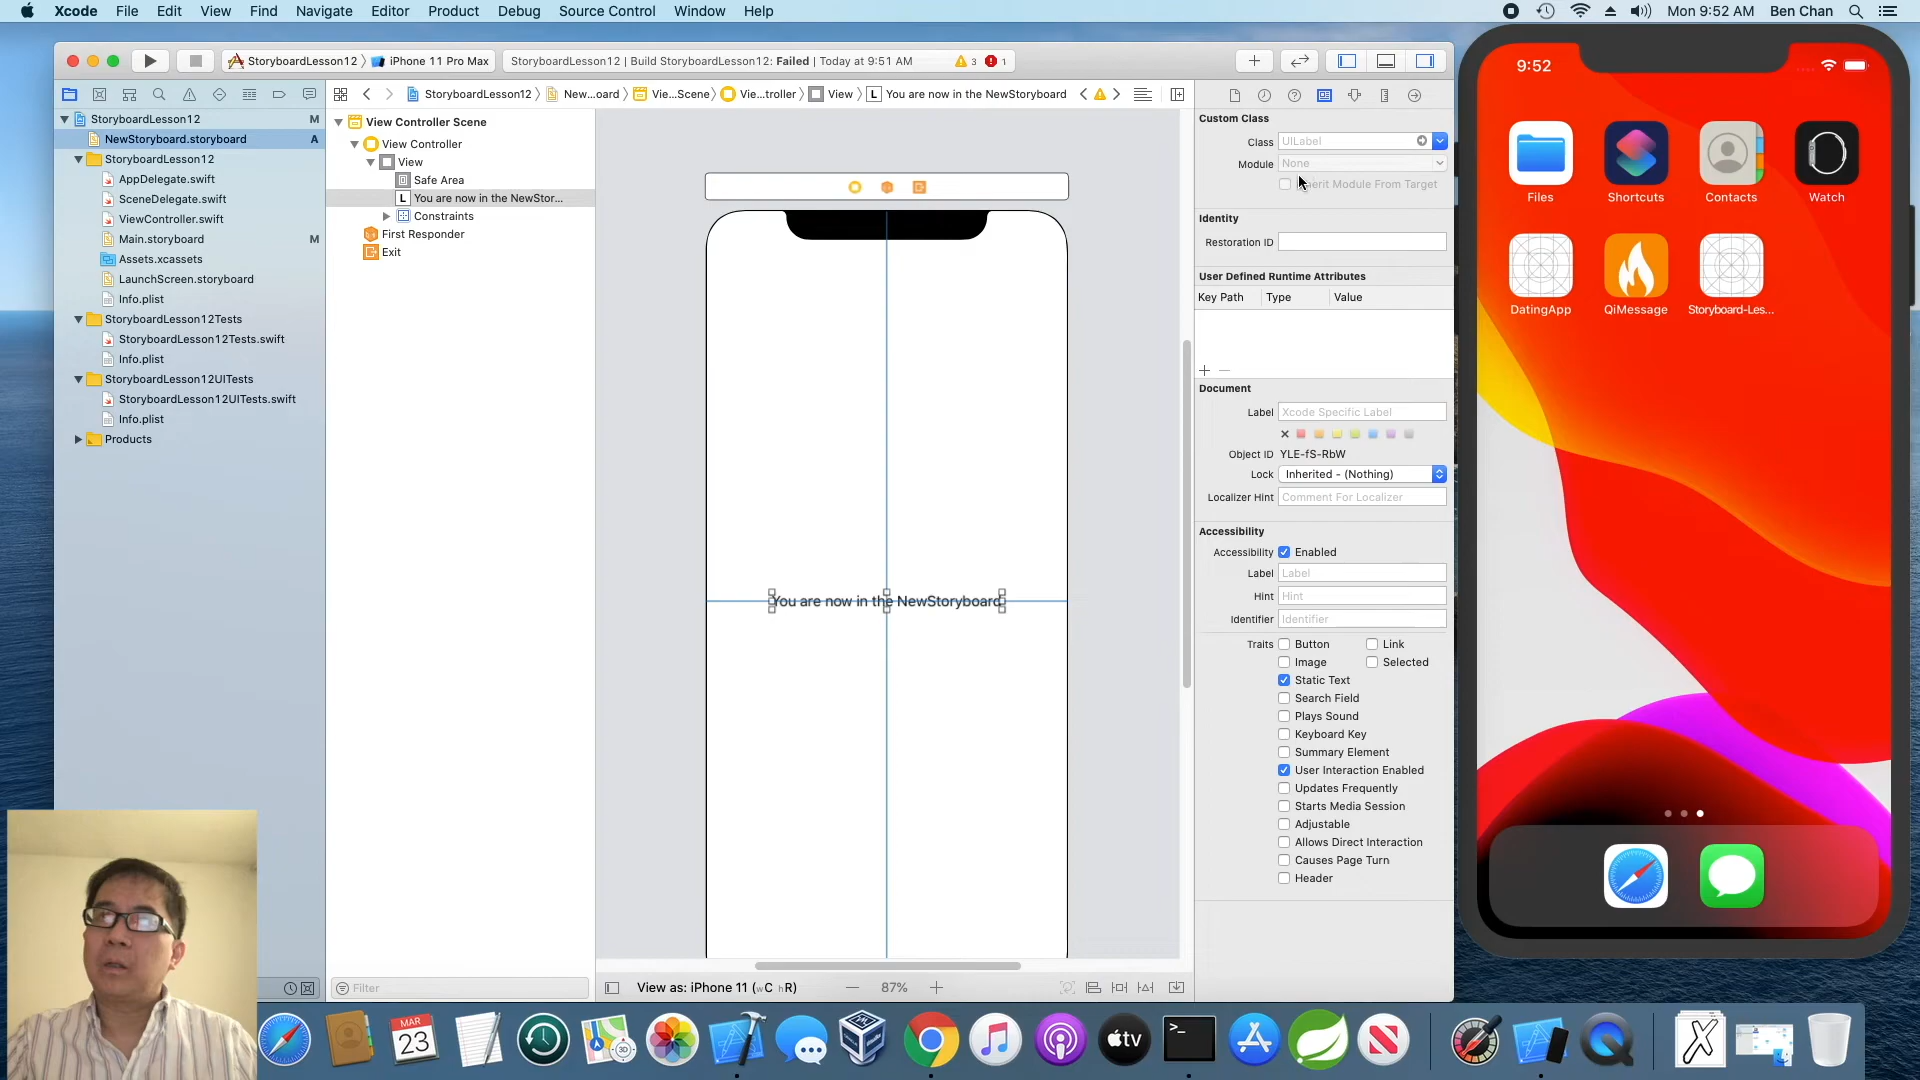 Xcode File Edit View Find Navigate Editor Product Debug Source Control Window Help
Mon 9:52 AM Ben Chan
StoryboardLesson12 iPhone 11 Pro Max
StoryboardLesson12 | Build StoryboardLesson12: Failed | Today at 9:51 AM
3
1
StoryboardLesson12 New...oard Vie...Scene Vie...troller View L You are now in the NewStoryboard
StoryboardLesson12 M
NewStoryboard.storyboard A
StoryboardLesson12
AppDelegate.swift
SceneDelegate.swift
ViewController.swift
Main.storyboard M
Assets.xcassets
LaunchScreen.storyboard
Info.plist
StoryboardLesson12Tests
StoryboardLesson12Tests.swift
Info.plist
StoryboardLesson12UITests
StoryboardLesson12UITests.swift
Info.plist
Products
View Controller Scene
View Controller
View
Safe Area
L You are now in the NewStor...
Constraints
First Responder
Exit
Filter
You are now in the NewStoryboard
View as: iPhone 11 (wC hR)
87%
Custom Class
Class UILabel
Module None
Inherit Module From Target
Identity
Restoration ID
User Defined Runtime Attributes
Key Path Type Value
Document
Label Xcode Specific Label
Object ID YLE-fS-RbW
Lock Inherited - (Nothing)
Localizer Hint Comment For Localizer
Accessibility
Accessibility Enabled
Label Label
Hint Hint
Identifier Identifier
Traits Button Link
Image Selected
Static Text
Search Field
Plays Sound
Keyboard Key
Summary Element
User Interaction Enabled
Updates Frequently
Starts Media Session
Adjustable
Allows Direct Interaction
Causes Page Turn
Header
9:52
Files Shortcuts Contacts Watch
DatingApp QiMessage Storyboard-Les...
MAR
23
3D
tv
>_
X